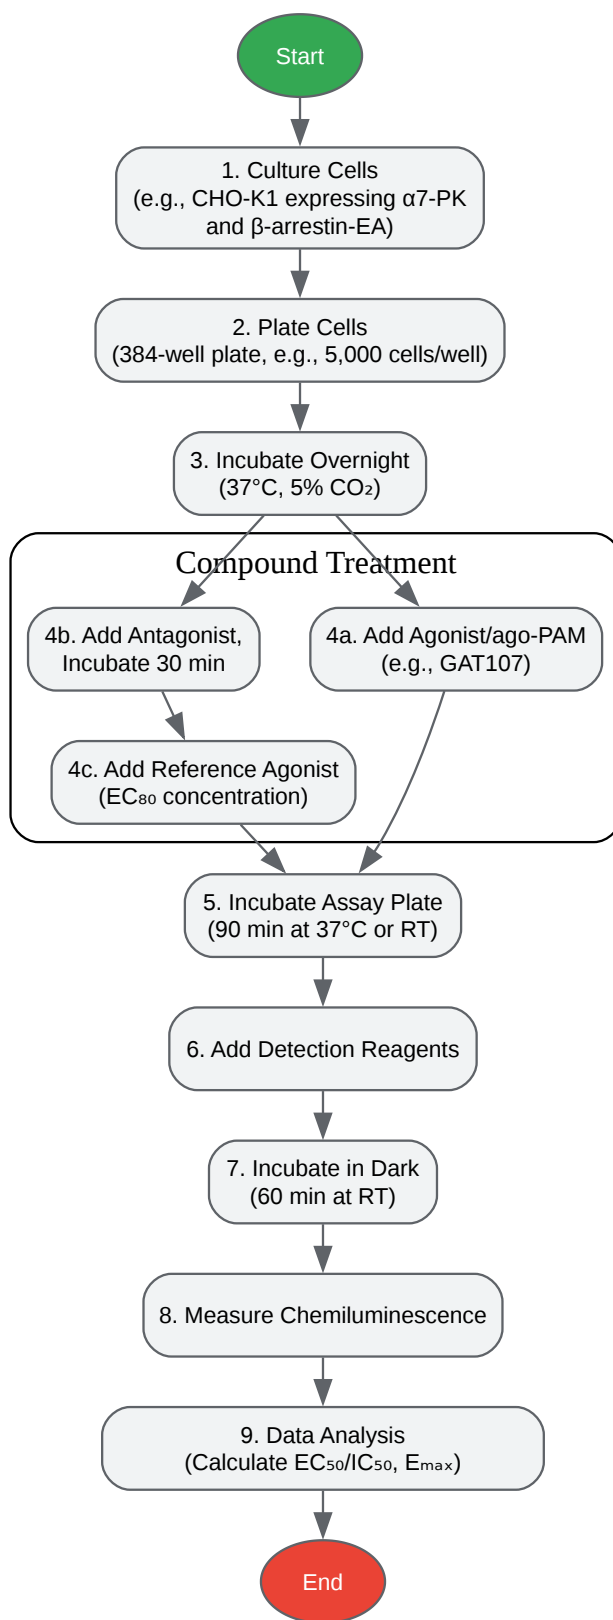 Start
1. Culture Cells
(e.g., CHO-K1 expressing α7-PK
and β-arrestin-EA)
2. Plate Cells
(384-well plate, e.g., 5,000 cells/well)
3. Incubate Overnight
(37°C, 5% CO₂)
Compound Treatment
4b. Add Antagonist,
Incubate 30 min
4a. Add Agonist/ago-PAM
(e.g., GAT107)
4c. Add Reference Agonist
(EC₈₀ concentration)
5. Incubate Assay Plate
(90 min at 37°C or RT)
6. Add Detection Reagents
7. Incubate in Dark
(60 min at RT)
8. Measure Chemiluminescence
9. Data Analysis
(Calculate EC₅₀/IC₅₀, Eₘₐₓ)
End